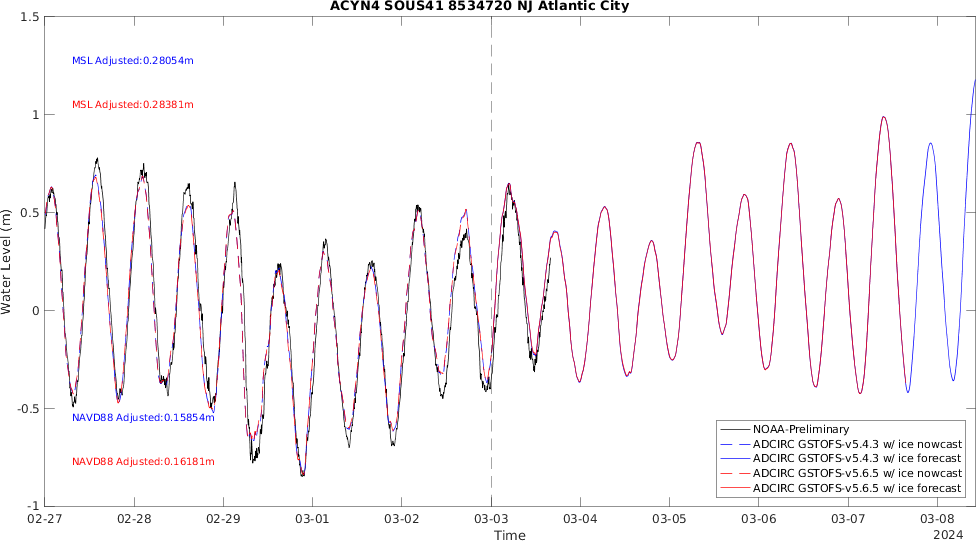 ACYN4 SOUS41 8534720 NJ Atlantic City
1.5
MSL Adjusted:0.28054m
MSL Adjusted:0.28381m
1
0.5
Water Level (m)
0
-0.5
NAVD88 Adjusted:0.15854m
NAVD88 Adjusted:0.16181m
NOAA-Preliminary
ADCIRC GSTOFS-v5.4.3 w/ ice nowcast
ADCIRC GSTOFS-v5.4.3 w/ ice forecast
ADCIRC GSTOFS-v5.6.5 w/ ice nowcast
ADCIRC GSTOFS-v5.6.5 w/ ice forecast
-1
02-27 02-28 02-29 03-01 03-02 03-03 03-04 03-05 03-06 03-07 03-08
Time
2024